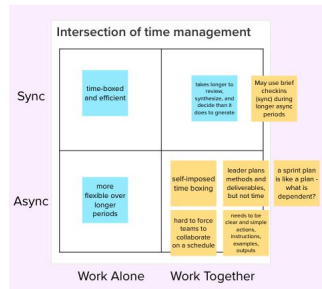 Intersection of time management
Sync
time-boxed
and efficient
takes longer to
review,
synthesize, and
decide than it
does to gnerate
May use brief
checkins
(sync) during
longer async
periods
Async
more
flexible over
longer
periods
self-imposed
time boxing
leader plans
methods and
deliverables,
but not time
a sprint plan
is like a plan -
what is
dependent?
hard to force
teams to
collaborate
on a schedule
needs to be
clear and simple
actions,
instructions,
examples,
outputs
Work Alone
Work Together